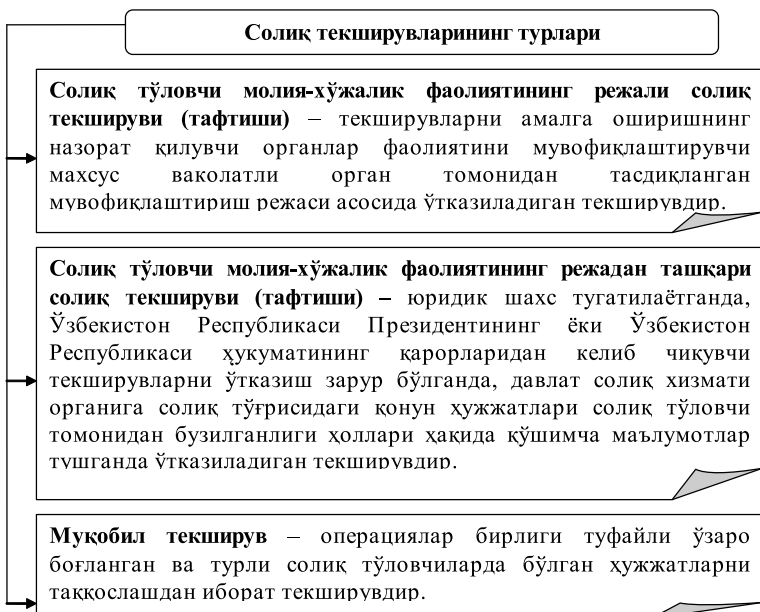 Солиқ текширувларининг турлари
Солиқ тўловчи молия-хўжалик фаолиятининг режали солиқ
текшируви (тафтиши) – текширувларни амалга оширишнинг
назорат қилувчи органлар фаолиятини мувофиқлаштирувчи
махсус ваколатли орган томонидан тасдиқланган
мувофиқлаштириш режаси асосида ўтказиладиган текширувдир.
Солиқ тўловчи молия-хўжалик фаолиятининг режадан ташқари
солиқ текшируви (тафтиши) – юридик шахс тугатилаётганда,
Ўзбекистон Республикаси Президентининг ёки Ўзбекистон
Республикаси ҳукуматининг қарорларидан келиб чиқувчи
текширувларни ўтказиш зарур бўлганда, давлат солиқ хизмати
органига солиқ тўғрисидаги қонун ҳужжатлари солиқ тўловчи
томонидан бузилганлиги ҳоллари ҳақида қўшимча маълумотлар
тушганда ўтказиладиган текширувдир.
Муқобил текширув – операциялар бирлиги туфайли ўзаро
боғланган ва турли солиқ тўловчиларда бўлган ҳужжатларни
таққослашдан иборат текширувдир.